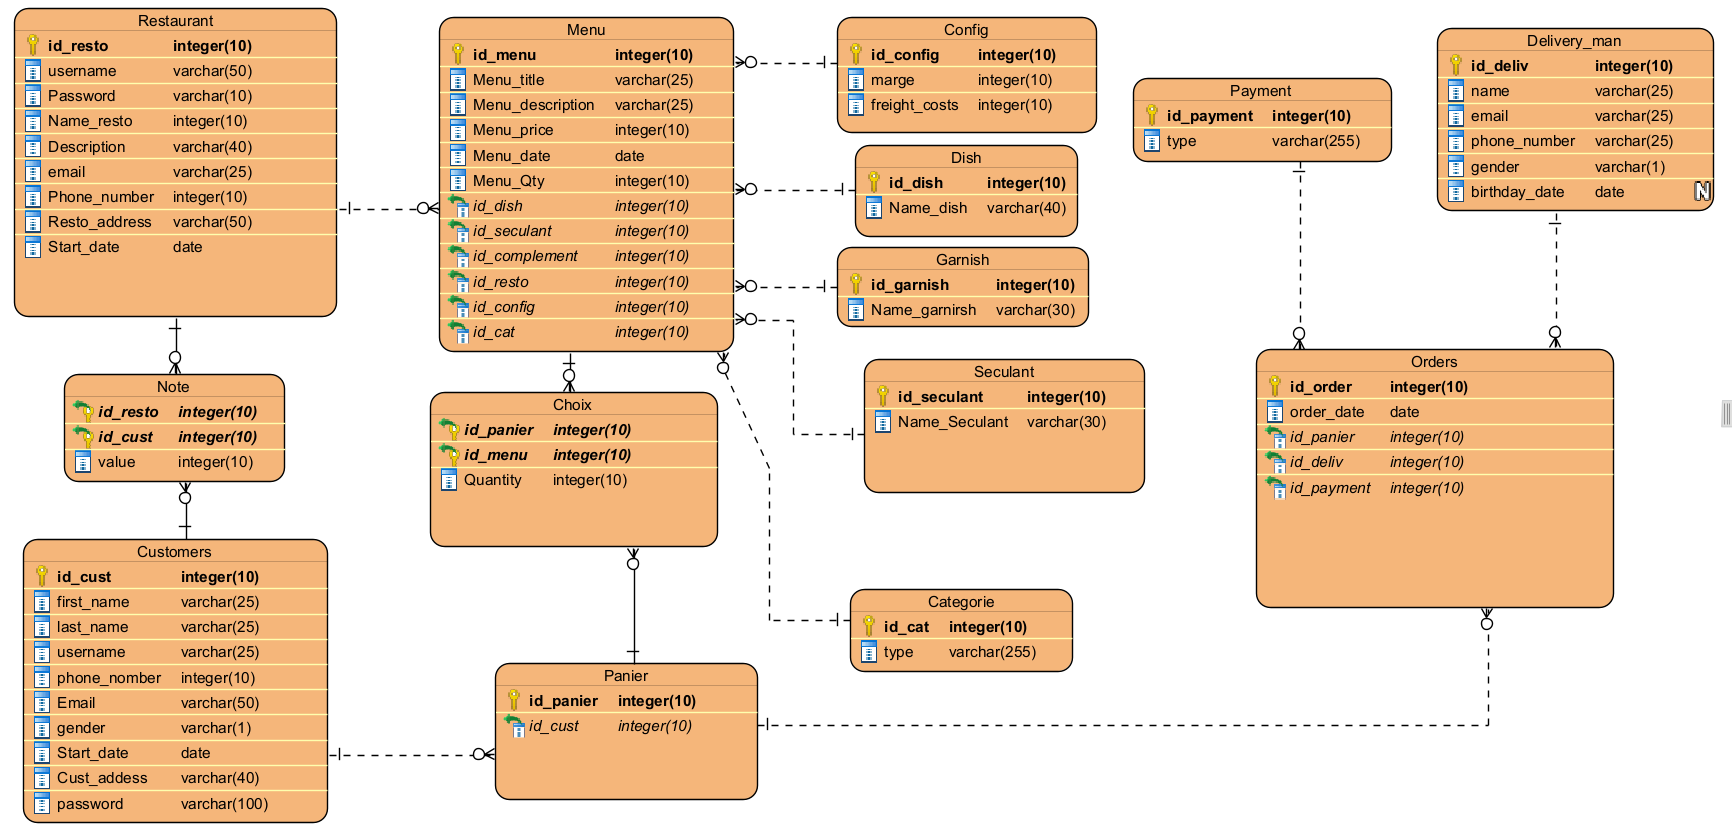 Restaurant
id_resto integer(10)
username varchar(50)
Password varchar(10)
Name_resto integer(10)
Description varchar(40)
email varchar(25)
Phone_number integer(10)
Resto_address varchar(50)
Start_date date
Menu
id_menu integer(10)
Menu_title varchar(25)
Menu_description varchar(25)
Menu_price integer(10)
Menu_date date
Menu_Qty integer(10)
id_dish integer(10)
id_seculant integer(10)
id_complement integer(10)
id_resto integer(10)
id_config integer(10)
id_cat integer(10)
Config
id_config integer(10)
marge integer(10)
freight_costs integer(10)
Dish
id_dish integer(10)
Name_dish varchar(40)
Garnish
id_garnish integer(10)
Name_garnirsh varchar(30)
Seculant
id_seculant integer(10)
Name_Seculant varchar(30)
Payment
id_payment integer(10)
type varchar(255)
Delivery_man
id_deliv integer(10)
name varchar(25)
email varchar(25)
phone_number varchar(25)
gender varchar(1)
birthday_date date N
Note
id_resto integer(10)
id_cust integer(10)
value integer(10)
Choix
id_panier integer(10)
id_menu integer(10)
Quantity integer(10)
Orders
id_order integer(10)
order_date date
id_panier integer(10)
id_deliv integer(10)
id_payment integer(10)
Customers
id_cust integer(10)
first_name varchar(25)
last_name varchar(25)
username varchar(25)
phone_nomber integer(10)
Email varchar(50)
gender varchar(1)
Start_date date
Cust_addess varchar(40)
password varchar(100)
Categorie
id_cat integer(10)
type varchar(255)
Panier
id_panier integer(10)
id_cust integer(10)